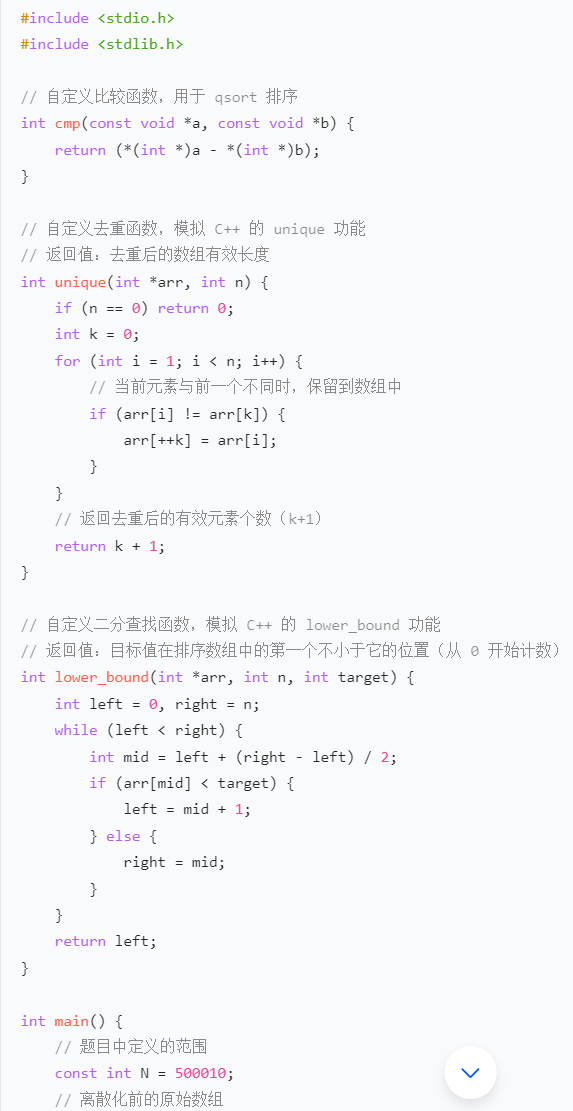 #include <stdio.h>
#include <stdlib.h>
// 自定义比较函数，用于 qsort 排序
int cmp(const void *a, const void *b) {
    return (*(int *)a - *(int *)b);
}
// 自定义去重函数，模拟 C++ 的 unique 功能
// 返回值：去重后的数组有效长度
int unique(int *arr, int n) {
    if (n == 0) return 0;
    int k = 0;
    for (int i = 1; i < n; i++) {
        // 当前元素与前一个不同时，保留到数组中
        if (arr[i] != arr[k]) {
            arr[++k] = arr[i];
        }
    }
    // 返回去重后的有效元素个数（k+1）
    return k + 1;
}
// 自定义二分查找函数，模拟 C++ 的 lower_bound 功能
// 返回值：目标值在排序数组中的第一个不小于它的位置（从 0 开始计数）
int lower_bound(int *arr, int n, int target) {
    int left = 0, right = n;
    while (left < right) {
        int mid = left + (right - left) / 2;
        if (arr[mid] < target) {
            left = mid + 1;
        } else {
            right = mid;
        }
    }
    return left;
}
int main() {
    // 题目中定义的范围
    const int N = 500010;
    // 离散化前的原始数组